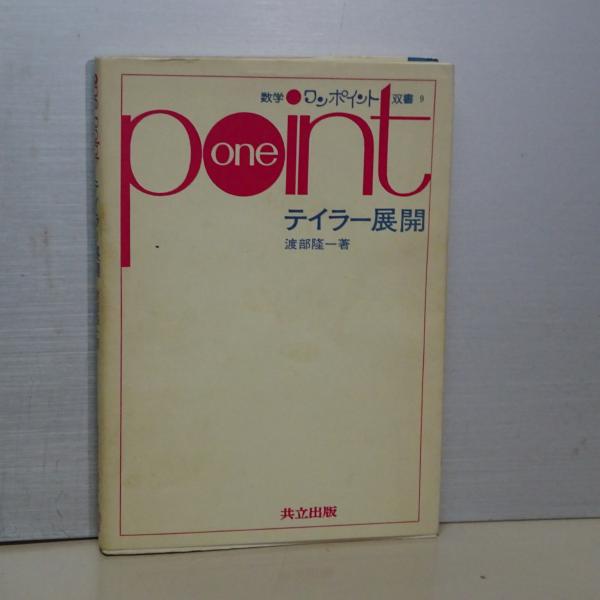 数学●ワンポイント双書 9
point
one
テイラー展開
渡部隆一著
共立出版